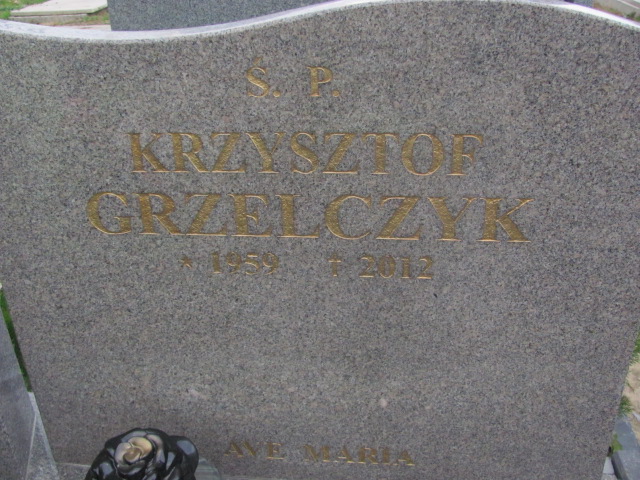 Ś. P.
KRZYSZTOF
GRZELCZYK
* 1959 † 2012
AVE MARIA